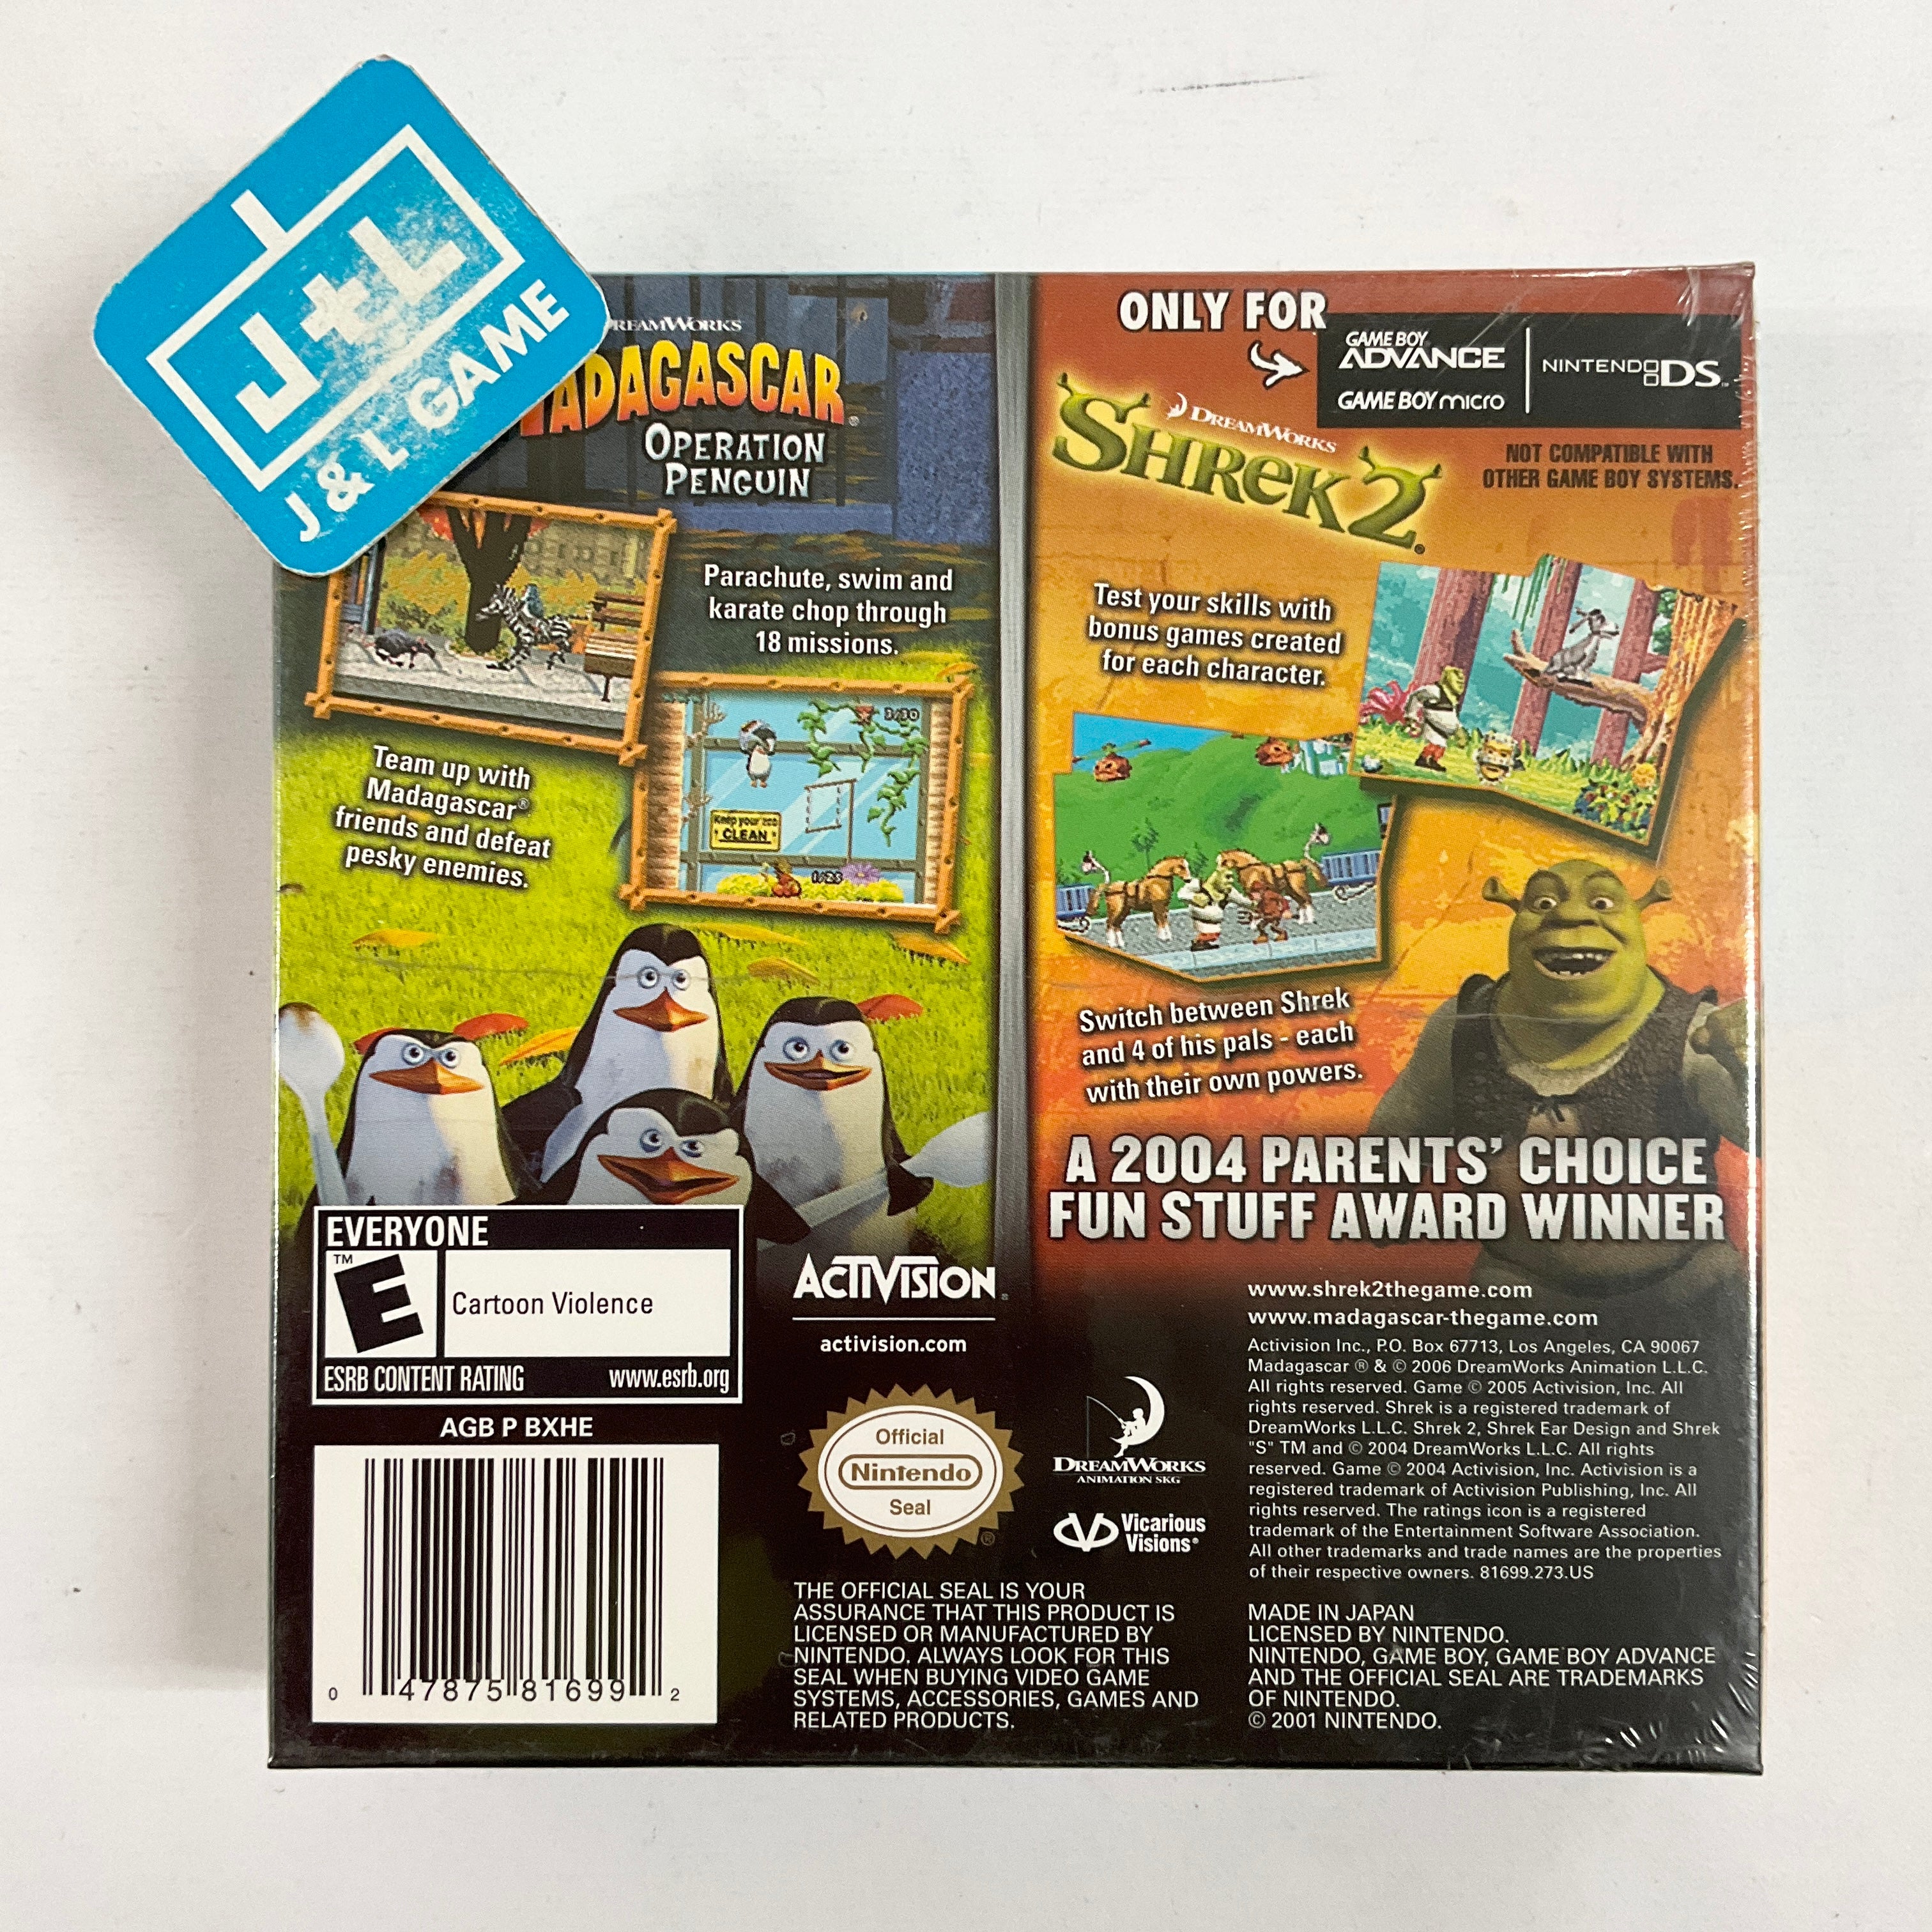 J+L
J & L GAME
DREAMWORKS
MADAGASCAR®
OPERATION
PENGUIN
Parachute, swim and
karate chop through
18 missions.
3/30
Keep your zoo
CLEAN
1/25
Team up with
Madagascar®
friends and defeat
pesky enemies.
ONLY FOR
GAME BOY
ADVANCE
GAME BOY micro
NINTENDO DS™
NOT COMPATIBLE WITH
OTHER GAME BOY SYSTEMS.
DREAMWORKS
SHREK 2®
Test your skills with
bonus games created
for each character.
Switch between Shrek
and 4 of his pals - each
with their own powers.
A 2004 PARENTS' CHOICE
FUN STUFF AWARD WINNER
EVERYONE
™
E
Cartoon Violence
ESRB CONTENT RATING www.esrb.org
AGB P BXHE
0 47875 81699 2
ACTIVISION®
activision.com
Official
Nintendo
Seal
®
DREAMWORKS
ANIMATION SKG
Vicarious
Visions®
THE OFFICIAL SEAL IS YOUR
ASSURANCE THAT THIS PRODUCT IS
LICENSED OR MANUFACTURED BY
NINTENDO. ALWAYS LOOK FOR THIS
SEAL WHEN BUYING VIDEO GAME
SYSTEMS, ACCESSORIES, GAMES AND
RELATED PRODUCTS.
www.shrek2thegame.com
www.madagascar-thegame.com
Activision Inc., P.O. Box 67713, Los Angeles, CA 90067
Madagascar ® & © 2006 DreamWorks Animation L.L.C.
All rights reserved. Game © 2005 Activision, Inc. All
rights reserved. Shrek is a registered trademark of
DreamWorks L.L.C. Shrek 2, Shrek Ear Design and Shrek
"S" TM and © 2004 DreamWorks L.L.C. All rights
reserved. Game © 2004 Activision, Inc. Activision is a
registered trademark of Activision Publishing, Inc. All
rights reserved. The ratings icon is a registered
trademark of the Entertainment Software Association.
All other trademarks and trade names are the properties
of their respective owners. 81699.273.US
MADE IN JAPAN
LICENSED BY NINTENDO.
NINTENDO, GAME BOY, GAME BOY ADVANCE
AND THE OFFICIAL SEAL ARE TRADEMARKS
OF NINTENDO.
© 2001 NINTENDO.